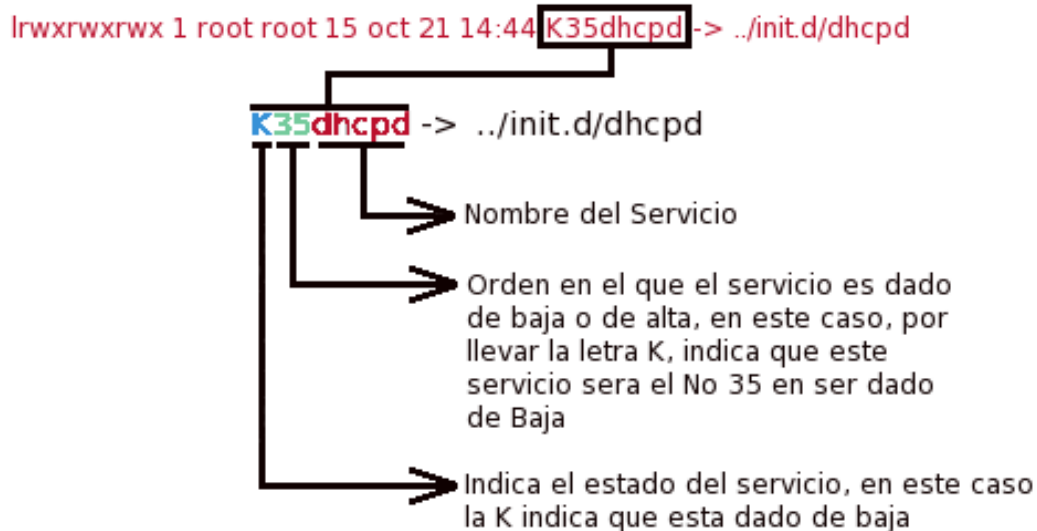 lrwxrwxrwx 1 root root 15 oct 21 14:44 K35dhcpd -> ../init.d/dhcpd
K35dhcpd -> ../init.d/dhcpd
Nombre del Servicio
Orden en el que el servicio es dado
de baja o de alta, en este caso, por
llevar la letra K, indica que este
servicio sera el No 35 en ser dado
de Baja
Indica el estado del servicio, en este caso
la K indica que esta dado de baja